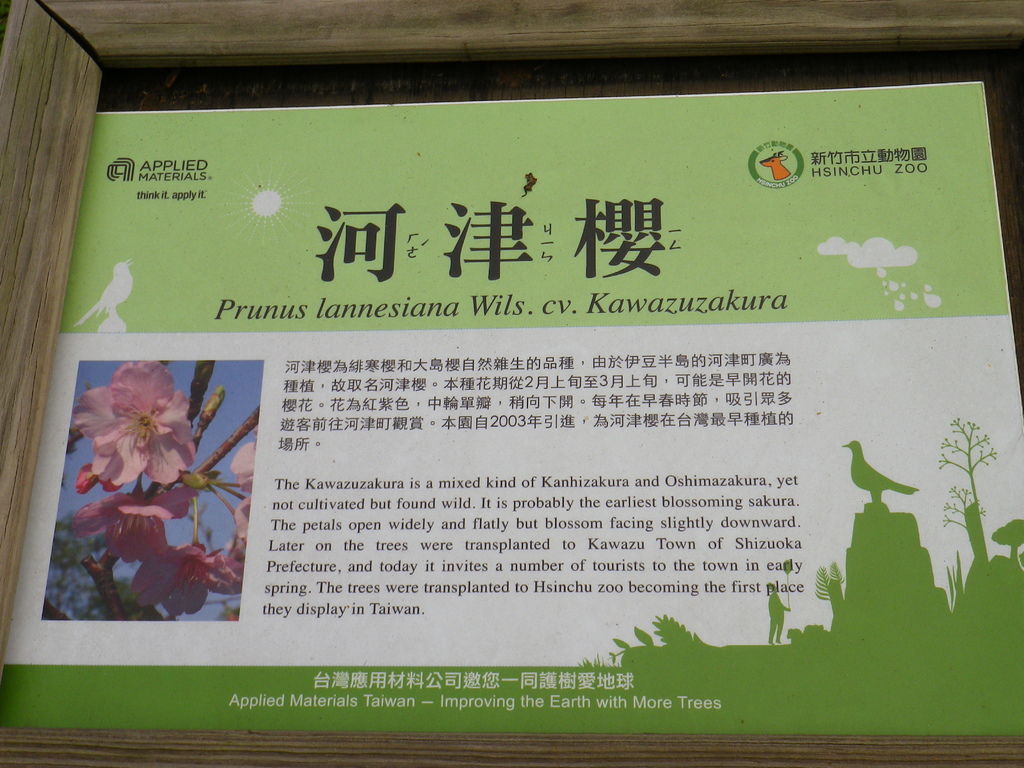 APPLIED
MATERIALS®
think it. apply it.™
新竹動物園
HSINCHU ZOO
新竹市立動物園
HSINCHU ZOO
河ㄏㄜˊ津ㄐㄧㄣ櫻ㄧㄥ
Prunus lannesiana Wils. cv. Kawazuzakura
河津櫻為緋寒櫻和大島櫻自然雜生的品種，由於伊豆半島的河津町廣為
種植，故取名河津櫻。本種花期從2月上旬至3月上旬，可能是早開花的
櫻花。花為紅紫色，中輪單瓣，稍向下開。每年在早春時節，吸引眾多
遊客前往河津町觀賞。本園自2003年引進，為河津櫻在台灣最早種植的
場所。
The Kawazuzakura is a mixed kind of Kanhizakura and Oshimazakura, yet
not cultivated but found wild. It is probably the earliest blossoming sakura.
The petals open widely and flatly but blossom facing slightly downward.
Later on the trees were transplanted to Kawazu Town of Shizuoka
Prefecture, and today it invites a number of tourists to the town in early
spring. The trees were transplanted to Hsinchu zoo becoming the first place
they display in Taiwan.
台灣應用材料公司邀您一同護樹愛地球
Applied Materials Taiwan — Improving the Earth with More Trees